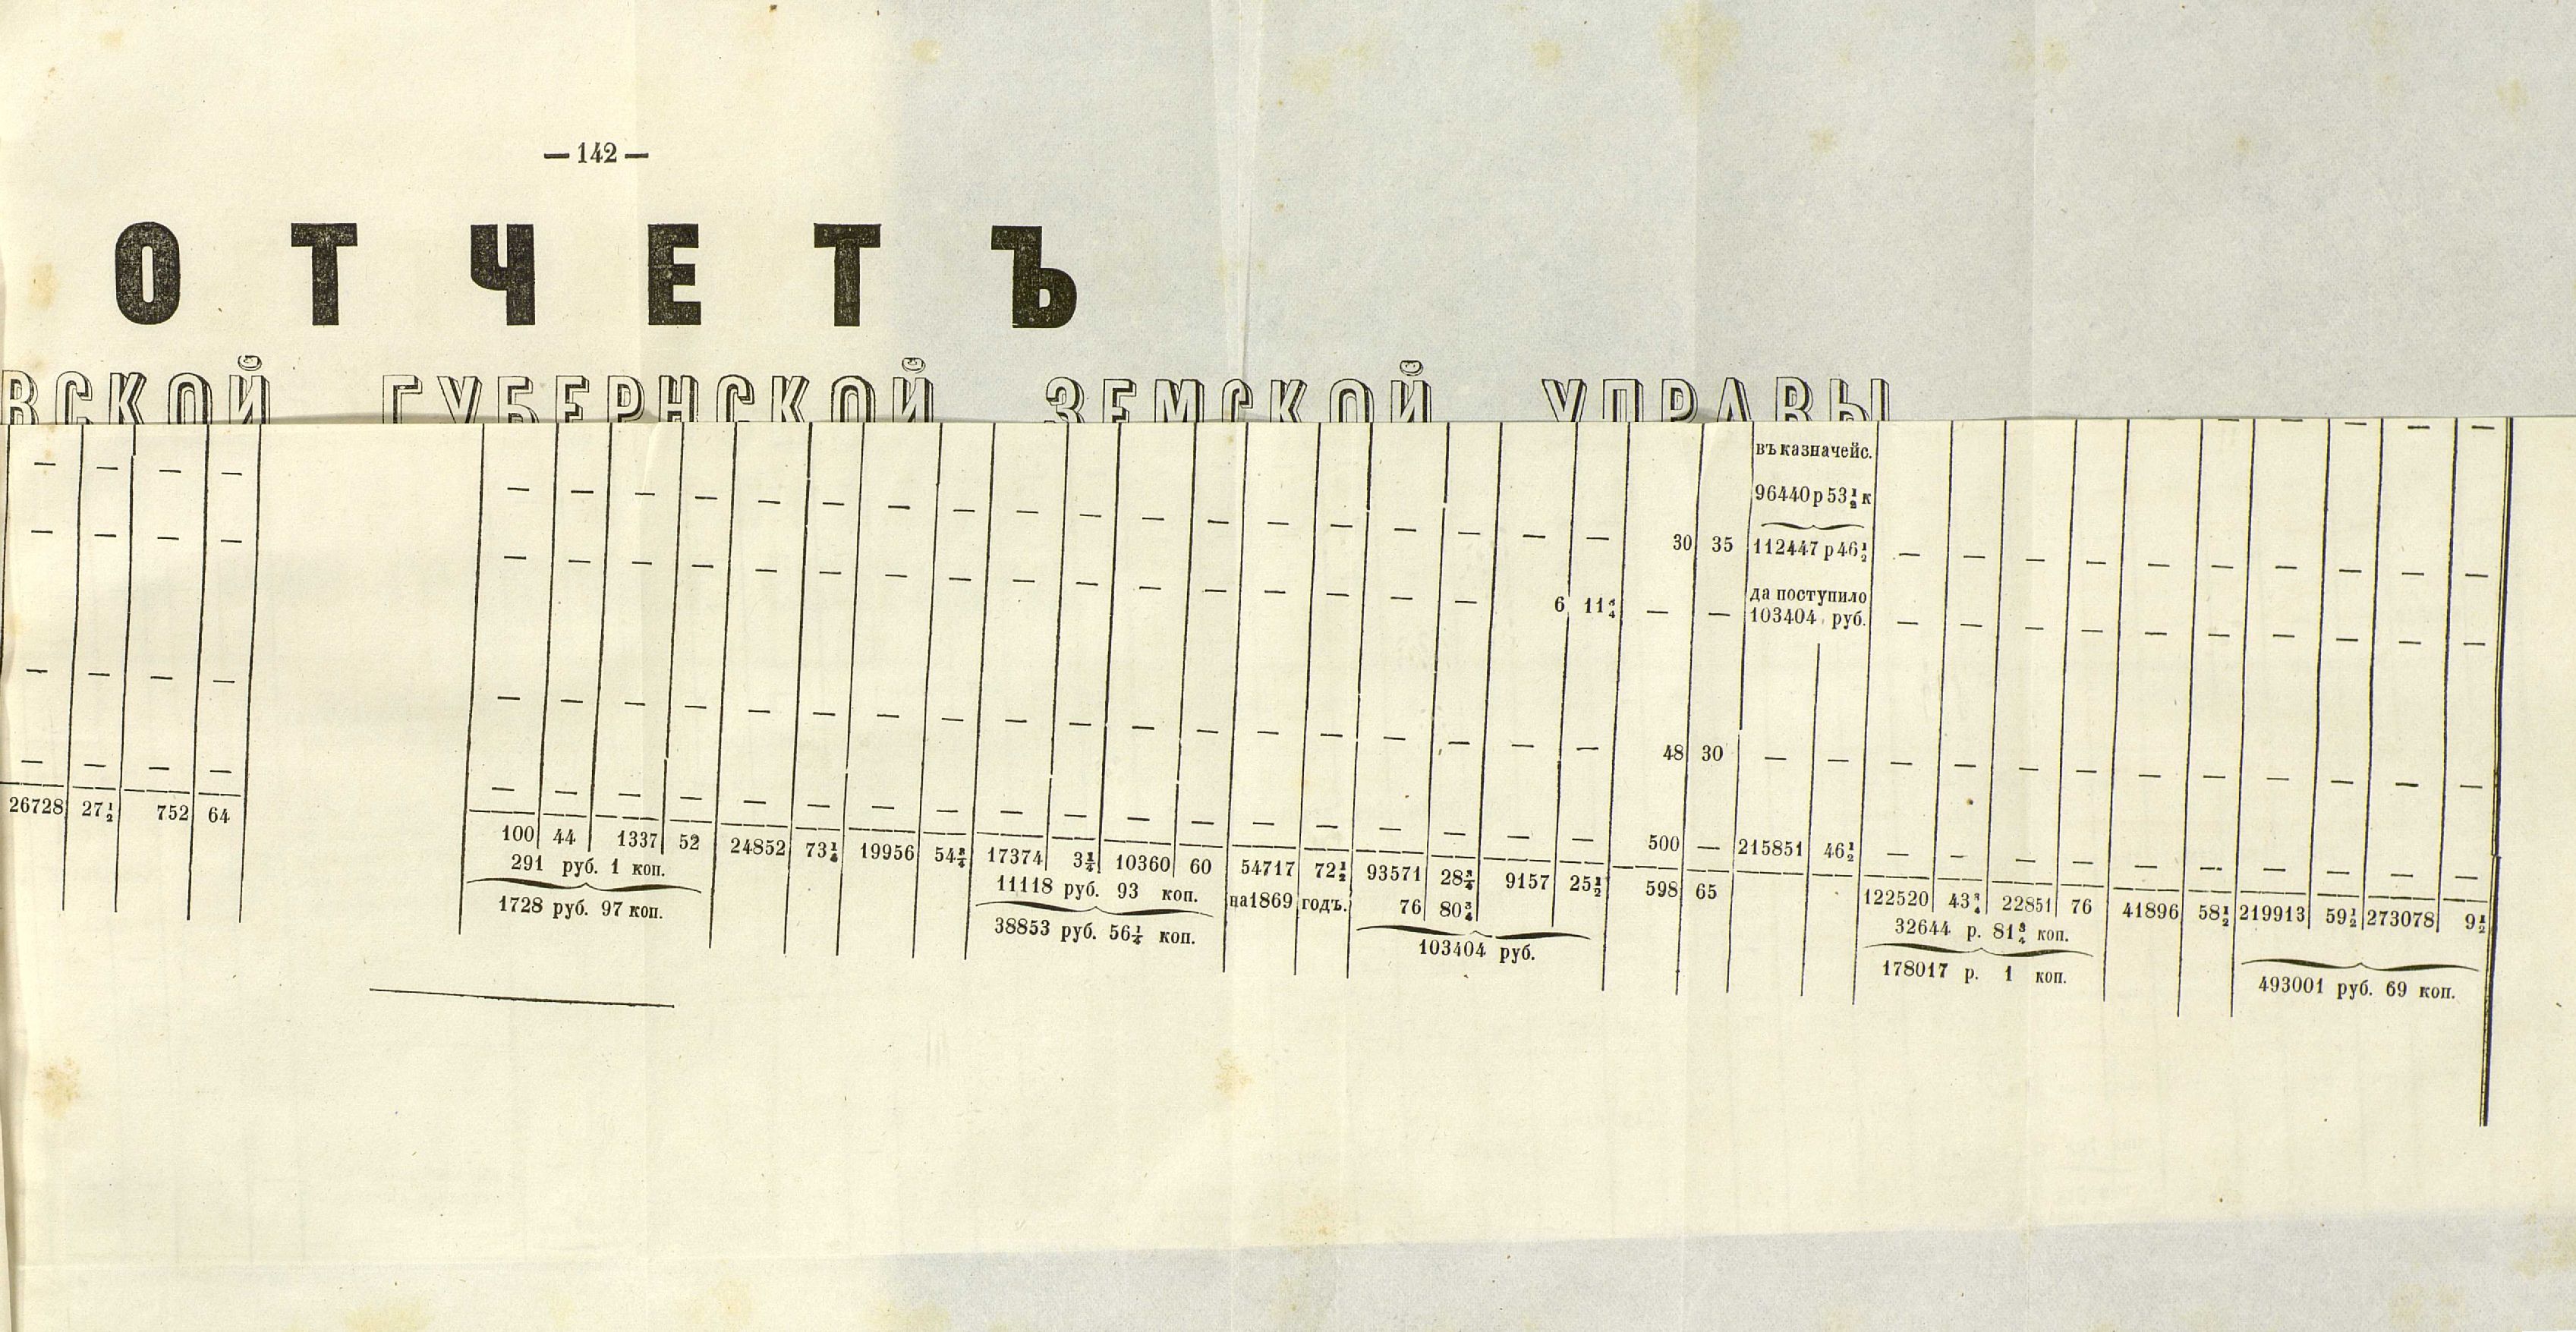 — 142 —
ОТЧЕТЪ
ВСКОЙ ГУБЕРНСКОЙ ЗЕМСКОЙ УПРАВЫ
— — — — — — — — — — — — — — — — — — — — — — въ казначейс. — — — — —
96440 р 53½ к
— — — — — — — — — — — — — — — — — — 30 35 112447 р 46½ — — — — — — — — — —
— — — — — — — — — — — — — — — — 6 11¾ — — да поступило — — — — — — — — — —
103404 руб.
— — — — — — — — — — — — — — — — — — — — — — 48 30 — — — — — — — — — — — —
— — — — — — — — — — — — — — — — — — — — — — 500 — 215851 46½ — — — — — — — — — —
26728 27½ 752 64 100 44 1337 52 24852 73¼ 19956 54¾ 17374 3¼ 10360 60 54717 72½ 93571 28¾ 9157 25½ 598 65 122520 43¾ 22851 76 41896 58½ 219913 59½ 273078 9½
291 руб. 1 коп. 11118 руб. 93 коп. на 1869 годъ. 76 80¾ 32644 р. 81¾ коп.
1728 руб. 97 коп. 38853 руб. 56¼ коп. 103404 руб. 178017 р. 1 коп. 493001 руб. 69 коп.